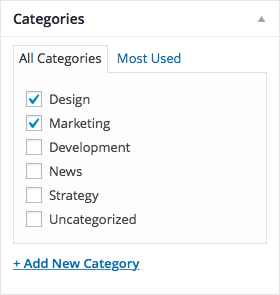 Categories
All Categories Most Used
Design
Marketing
Development
News
Strategy
Uncategorized
+ Add New Category